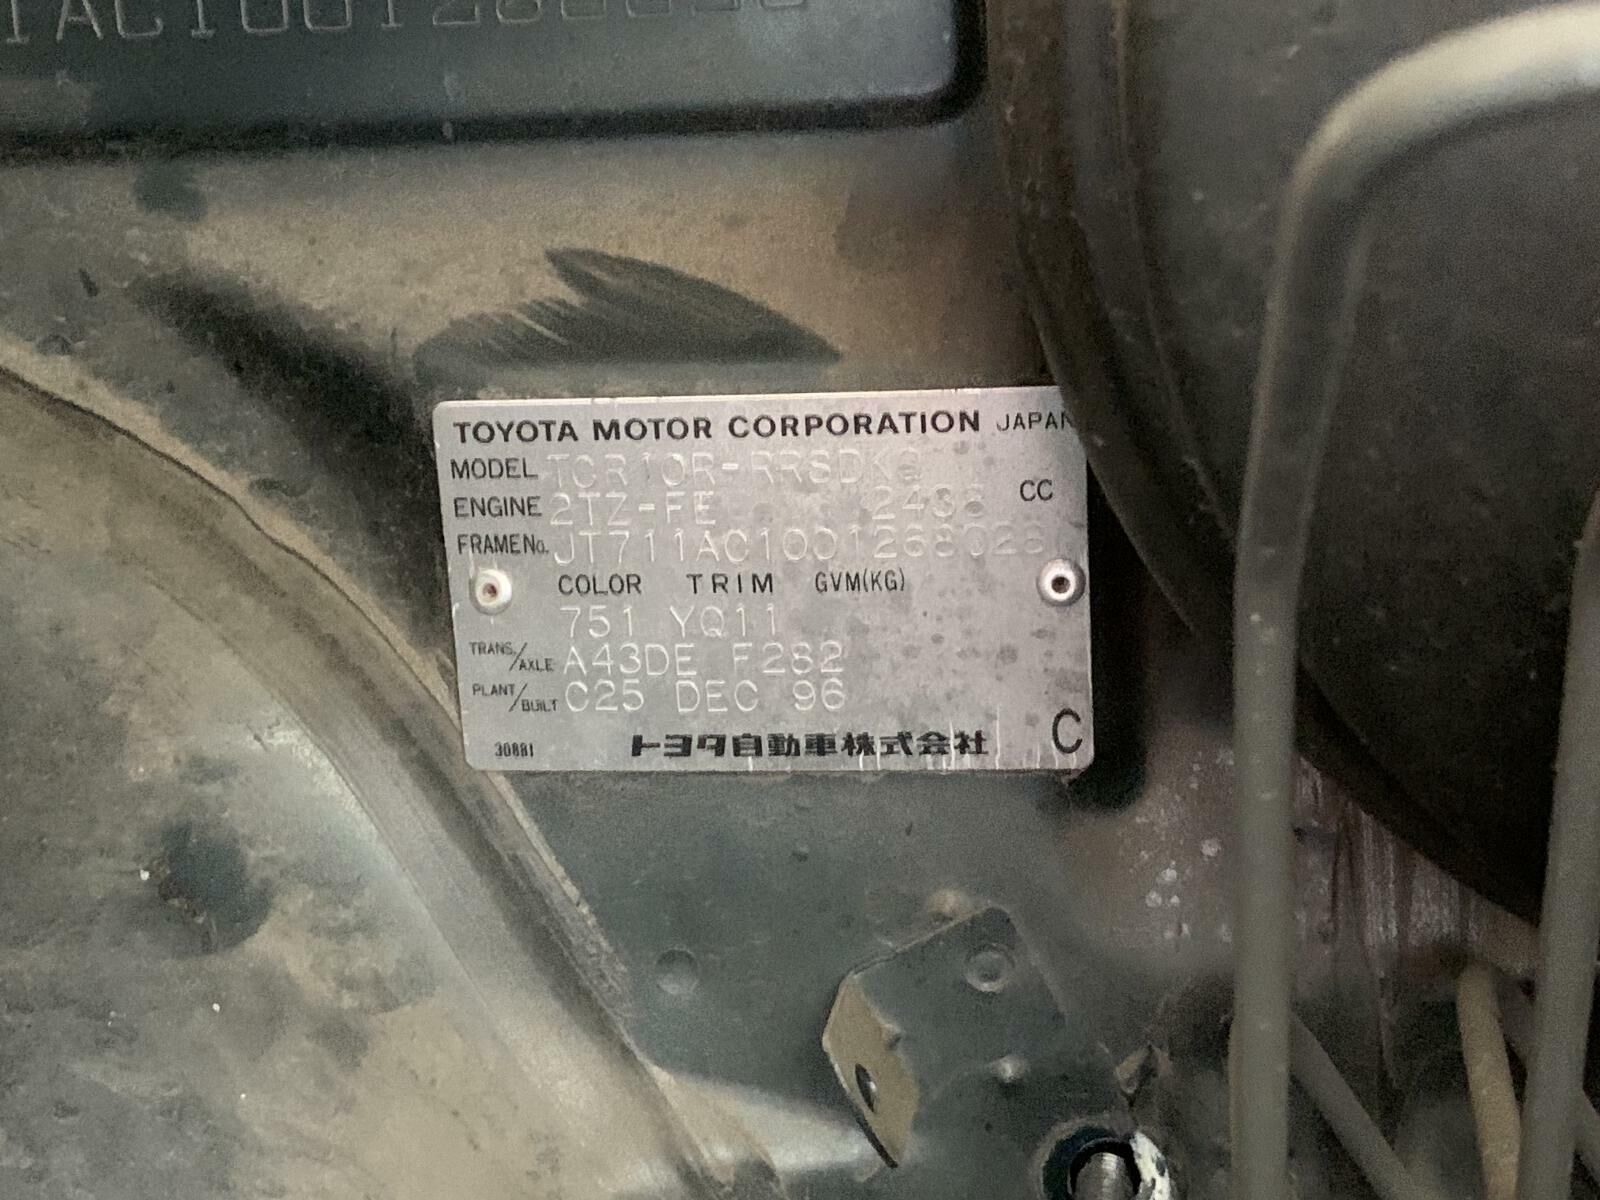 TOYOTA MOTOR CORPORATION JAPAN
MODEL TCR10R-RRSDKQ
ENGINE 2TZ-FE 2438 CC
FRAME No.
COLOR TRIM GVM(KG)
751 YQ11
TRANS./AXLE A43DE F282
PLANT/BUILT C25 DEC 96
30881 トヨタ自動車株式会社 C